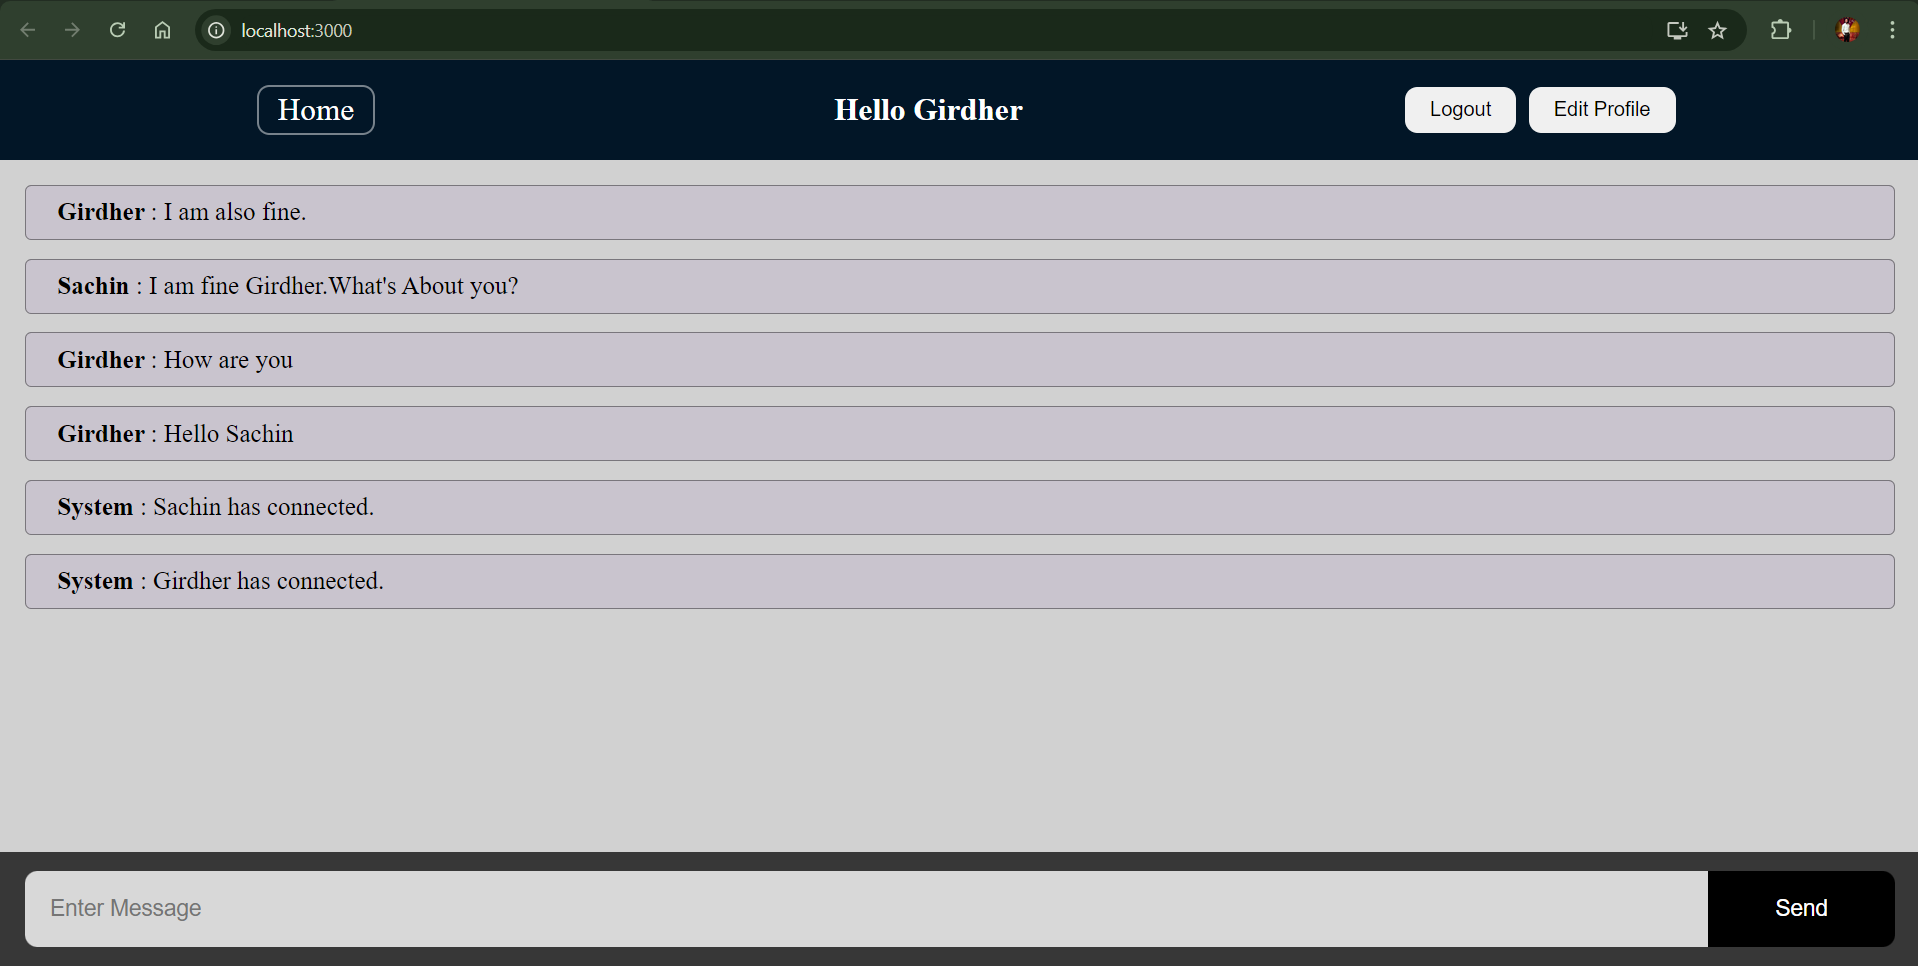 localhost:3000
Home
Hello Girdher
Logout
Edit Profile
Girdher : I am also fine.
Sachin : I am fine Girdher.What's About you?
Girdher : How are you
Girdher : Hello Sachin
System : Sachin has connected.
System : Girdher has connected.
Enter Message
Send